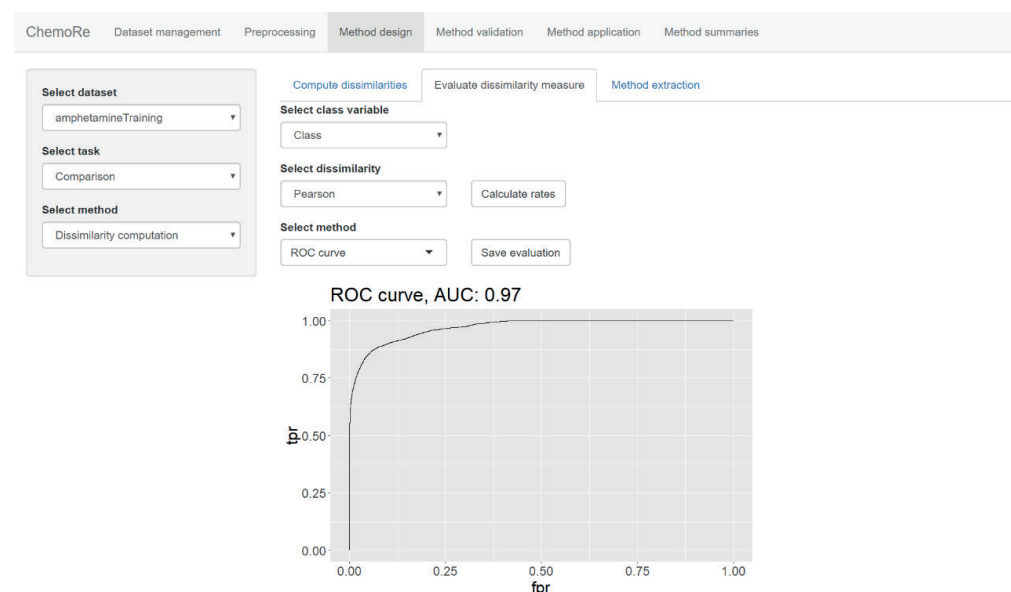 ChemoRe Dataset management Preprocessing Method design Method validation Method application Method summaries
Select dataset
amphetamineTraining
Select task
Comparison
Select method
Dissimilarity computation
Compute dissimilarities Evaluate dissimilarity measure Method extraction
Select class variable
Class
Select dissimilarity
Pearson Calculate rates
Select method
ROC curve Save evaluation
ROC curve, AUC: 0.97
1.00
0.75
tpr
0.50
0.25
0.00
0.00 0.25 0.50 0.75 1.00
fpr